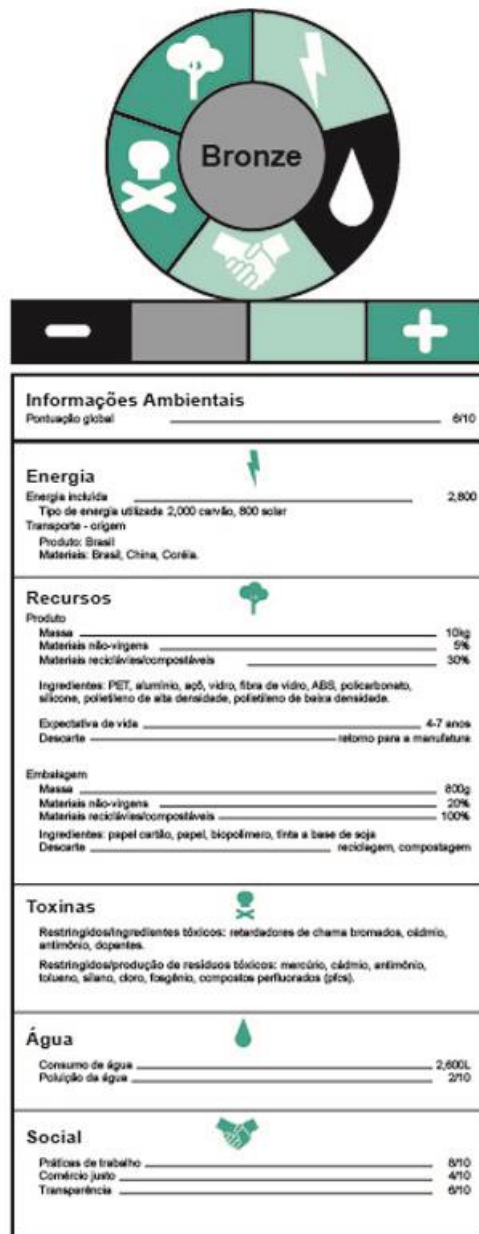 Bronze
Informações Ambientais
Pontuação global 6/10
Energia
Energia incluída 2,800
Tipo de energia utilizada 2,000 carvão, 800 solar
Transporte - origem
Produto: Brasil
Materiais: Brasil, China, Coréia.
Recursos
Produto
Massa 10kg
Materiais não-virgens 5%
Materiais recicláveis/compostáveis 30%
Ingredientes: PET, alumínio, açõ, vidro, fibra de vidro, ABS, policarbonato,
silicone, polietileno de alta densidade, polietileno de baixa densidade.
Expectativa de vida 4-7 anos
Descarte retorno para a manufatura
Embalagem
Massa 800g
Materiais não-virgens 20%
Materiais recicláveis/compostáveis 100%
Ingredientes: papel cartão, papel, biopolímero, tinta a base de soja
Descarte reciclagem, compostagem
Toxinas
Restringidos/ingredientes tóxicos: retardadores de chama bromados, cádmio,
antimônio, dopantes.
Restringidos/produção de resíduos tóxicos: mercúrio, cádmio, antimônio,
tolueno, silano, cloro, fosgênio, compostos perfluorados (pfcs).
Água
Consumo de água 2,600L
Poluição da água 2/10
Social
Práticas de trabalho 8/10
Comércio justo 4/10
Transparência 6/10